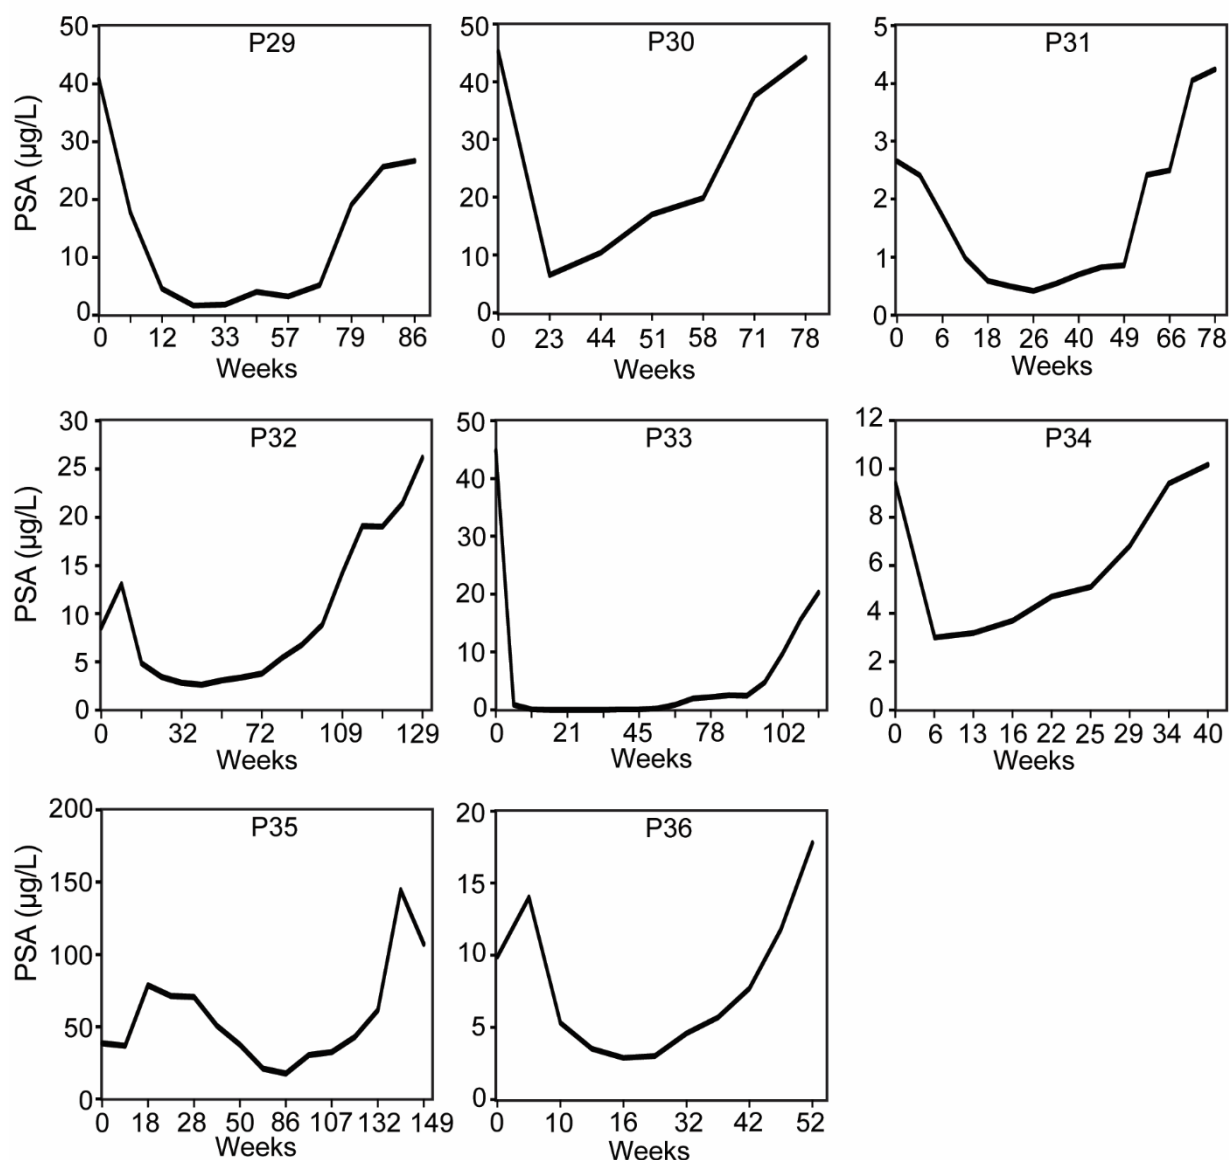 P29
PSA (µg/L)
50
40
30
20
10
0
0 12 33 57 79 86
Weeks
P30
50
40
30
20
10
0
0 23 44 51 58 71 78
Weeks
P31
5
4
3
2
1
0
0 6 18 26 40 49 66 78
Weeks
P32
PSA (µg/L)
30
25
20
15
10
5
0
0 32 72 109 129
Weeks
P33
50
40
30
20
10
0
0 21 45 78 102
Weeks
P34
12
10
8
6
4
2
0
0 6 13 16 22 25 29 34 40
Weeks
P35
PSA (µg/L)
200
150
100
50
0
0 18 28 50 86 107 132 149
Weeks
P36
20
15
10
5
0
0 10 16 32 42 52
Weeks